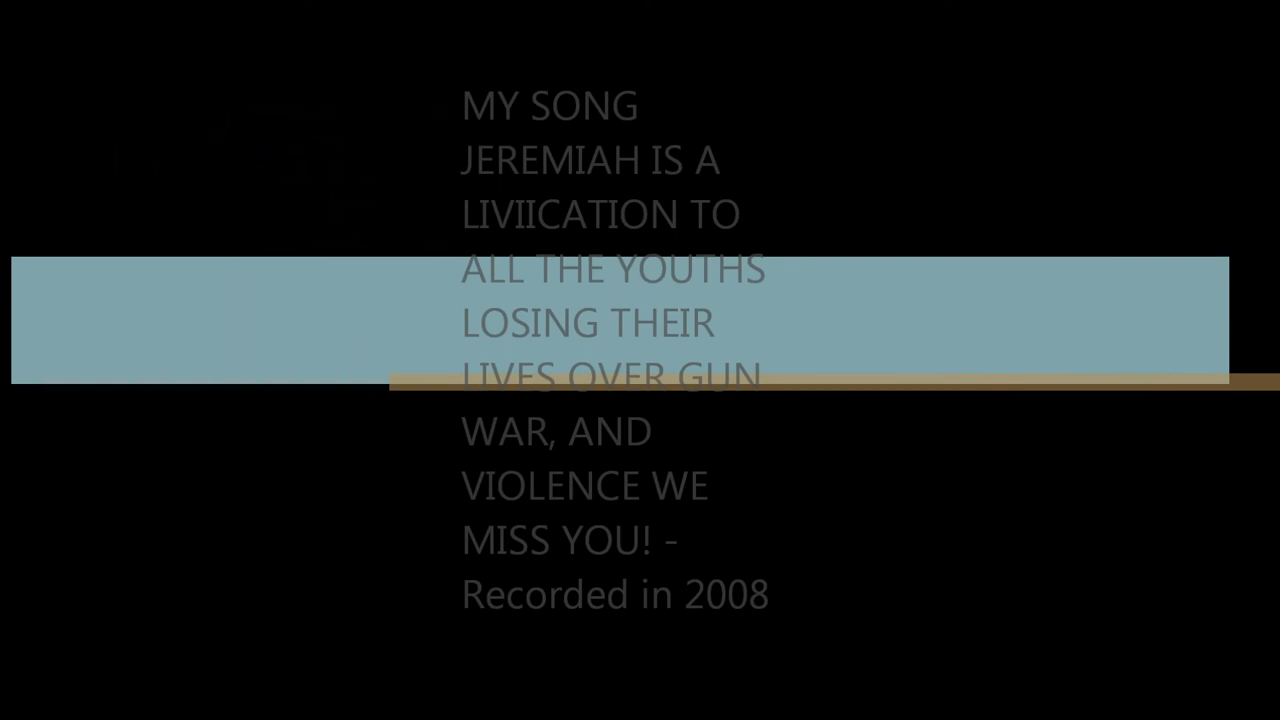 MY SONG
JEREMIAH IS A
LIVIICATION TO
ALL THE YOUTHS
LOSING THEIR
LIVES OVER GUN
WAR, AND
VIOLENCE WE
MISS YOU! -
Recorded in 2008